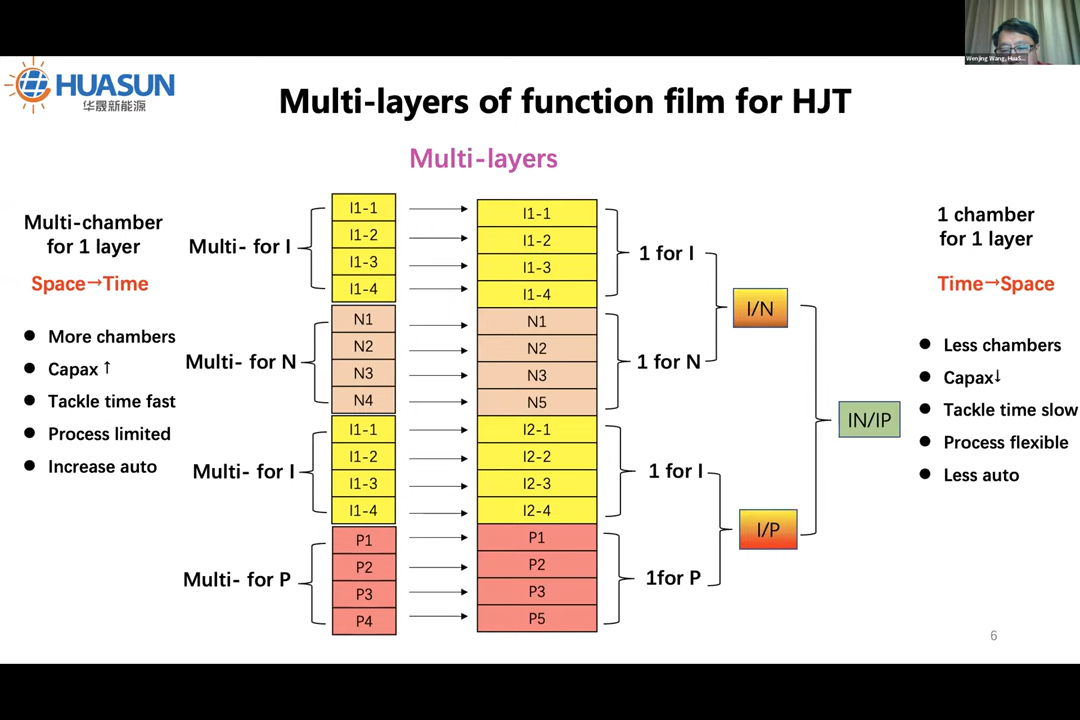 Wenjing Wang, HuaS...
HUASUN
华晟新能源
Multi-layers of function film for HJT
Multi-layers
Multi-chamber
for 1 layer
Space→Time
● More chambers
● Capax ↑
● Tackle time fast
● Process limited
● Increase auto
Multi- for I
Multi- for N
Multi- for I
Multi- for P
I1-1
I1-2
I1-3
I1-4
N1
N2
N3
N4
I1-1
I1-2
I1-3
I1-4
P1
P2
P3
P4
I1-1
I1-2
I1-3
I1-4
N1
N2
N3
N5
I2-1
I2-2
I2-3
I2-4
P1
P2
P3
P5
1 for I
1 for N
1 for I
1for P
I/N
I/P
IN/IP
1 chamber
for 1 layer
Time→Space
● Less chambers
● Capax↓
● Tackle time slow
● Process flexible
● Less auto
6